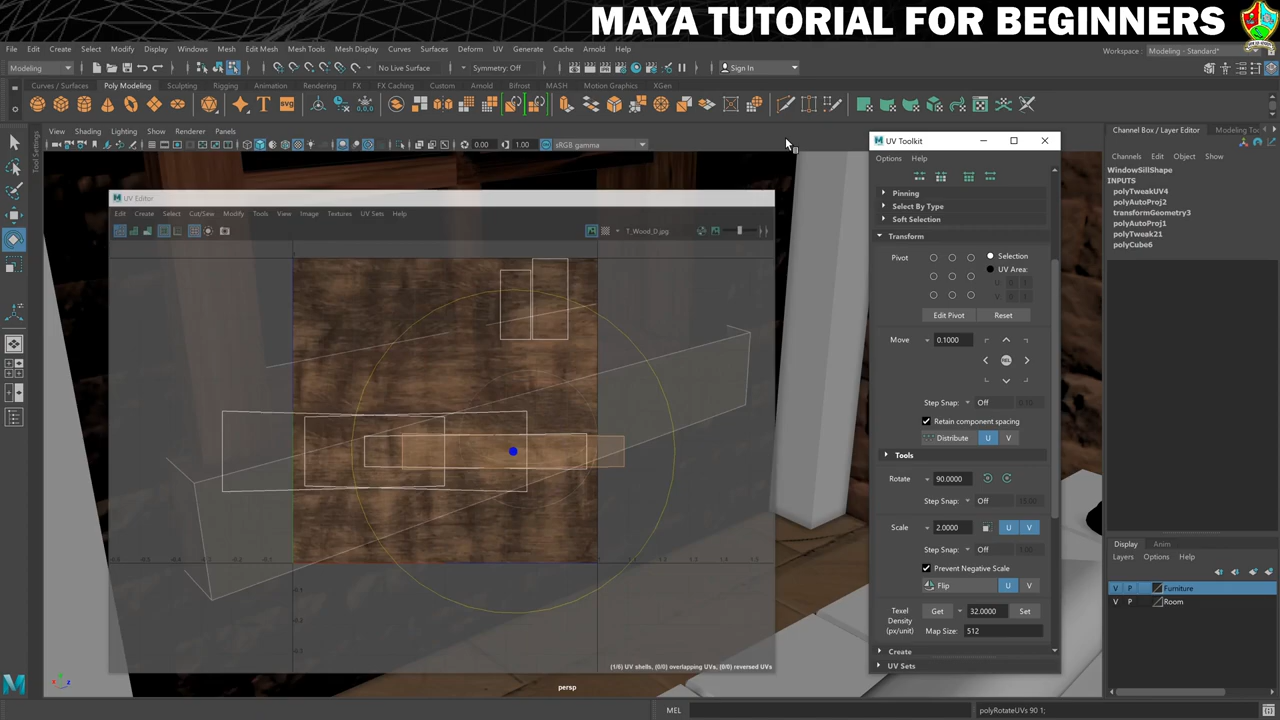 MAYA TUTORIAL FOR BEGINNERS
File Edit Create Select Modify Display Windows Mesh Edit Mesh Mesh Tools Mesh Display Curves Surfaces Deform UV Generate Cache Arnold Help
Workspace : Modeling - Standard*
Modeling No Live Surface Symmetry: Off Sign In
Curves / Surfaces Poly Modeling Sculpting Rigging Animation Rendering FX FX Caching Custom Arnold Bifrost MASH Motion Graphics XGen
View Shading Lighting Show Renderer Panels
Channel Box / Layer Editor
0.00 1.00 sRGB gamma
Tool Settings
UV Toolkit
Options Help
Channels Edit Object Show
WindowSillShape
INPUTS
polyTweakUV4
polyAutoProj2
transformGeometry3
polyAutoProj1
polyTweak21
polyCube6
Pinning
Select By Type
Soft Selection
Transform
Pivot Selection
UV Area:
U: 0 1
V: 0 1
Edit Pivot Reset
Move 0.1000
Step Snap: Off
Retain component spacing
Distribute U V
Tools
Rotate 90.0000
Step Snap: Off
Scale 2.0000 U V
Step Snap: Off
Prevent Negative Scale
Flip U V
Texel Density (px/unit) Get 32.0000 Set
Map Size: 512
Create
UV Sets
UV Editor
Edit Create Select Cut/Sew Modify Tools View Image Textures UV Sets Help
T_Wood_D.jpg
(1/6) UV shells, (0/0) overlapping UVs, (0/0) reversed UVs
persp
Display Anim
Layers Options Help
V P Furniture
V P Room
MEL
polyRotateUVs 90 1;